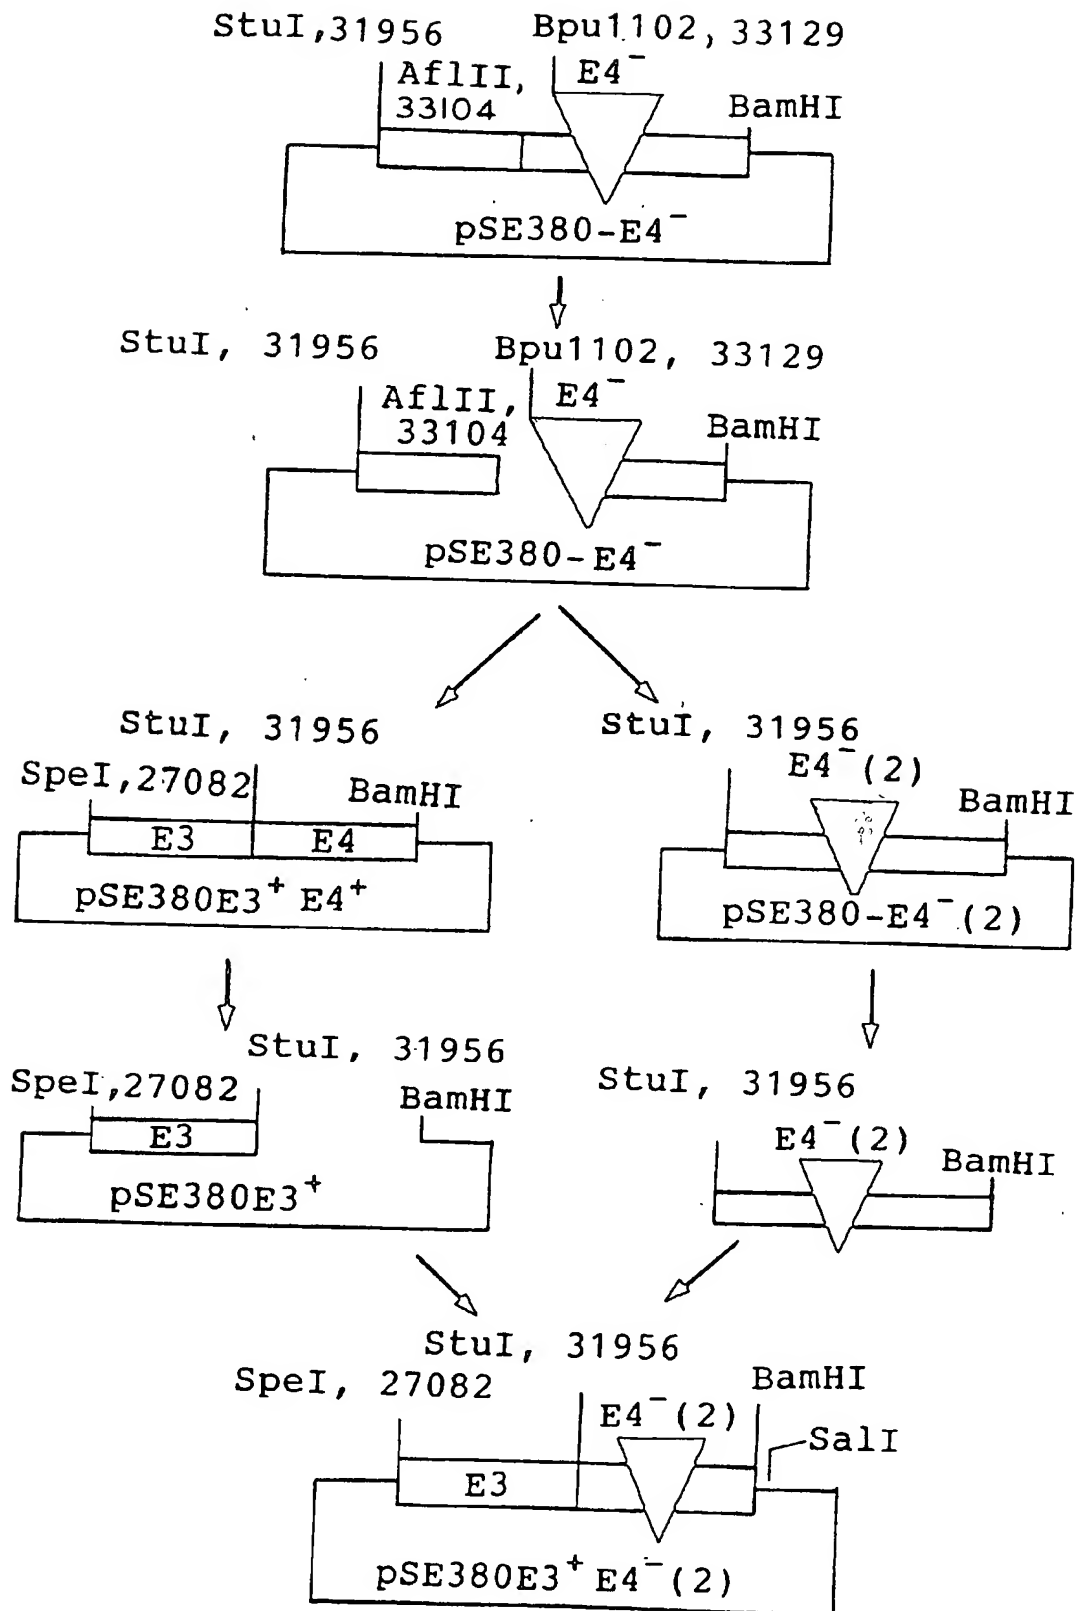 StuI,31956 Bpu1102, 33129
AflII, E4⁻
33104 BamHI
pSE380-E4⁻
StuI, 31956 Bpu1102, 33129
AflII, E4⁻
33104 BamHI
pSE380-E4⁻
StuI, 31956
SpeI,27082 BamHI
E3 E4
pSE380E3⁺ E4⁺
StuI, 31956
E4⁻(2)
BamHI
pSE380-E4⁻(2)
StuI, 31956
SpeI,27082 BamHI
E3
pSE380E3⁺
StuI, 31956
E4⁻(2)
BamHI
StuI, 31956
SpeI, 27082 BamHI
E4⁻(2)
SalI
E3
pSE380E3⁺E4⁻(2)